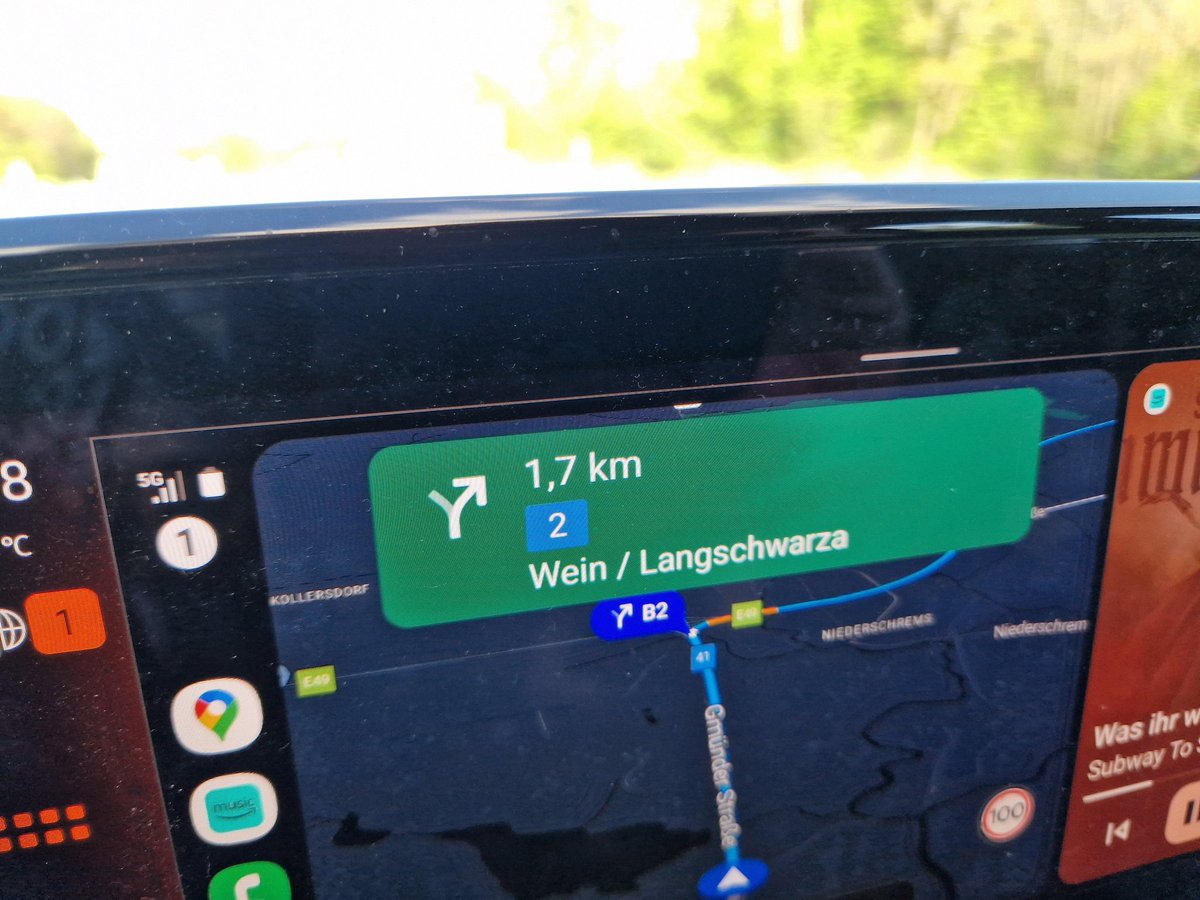 8
°C
1
5G
1
music
1,7 km
2
Wein / Langschwarza
KOLLERSDORF
B2
E49
NIEDERSCHREMS
Niederschrem
E49
41
Gmünder Straße
100
Was ihr w
Subway To S